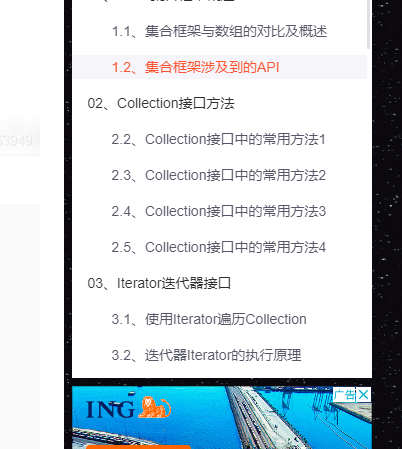 1.1、集合框架与数组的对比及概述
1.2、集合框架涉及到的API
02、Collection接口方法
2.2、Collection接口中的常用方法1
2.3、Collection接口中的常用方法2
2.4、Collection接口中的常用方法3
2.5、Collection接口中的常用方法4
03、Iterator迭代器接口
3.1、使用Iterator遍历Collection
3.2、迭代器Iterator的执行原理
53949
广告
ING